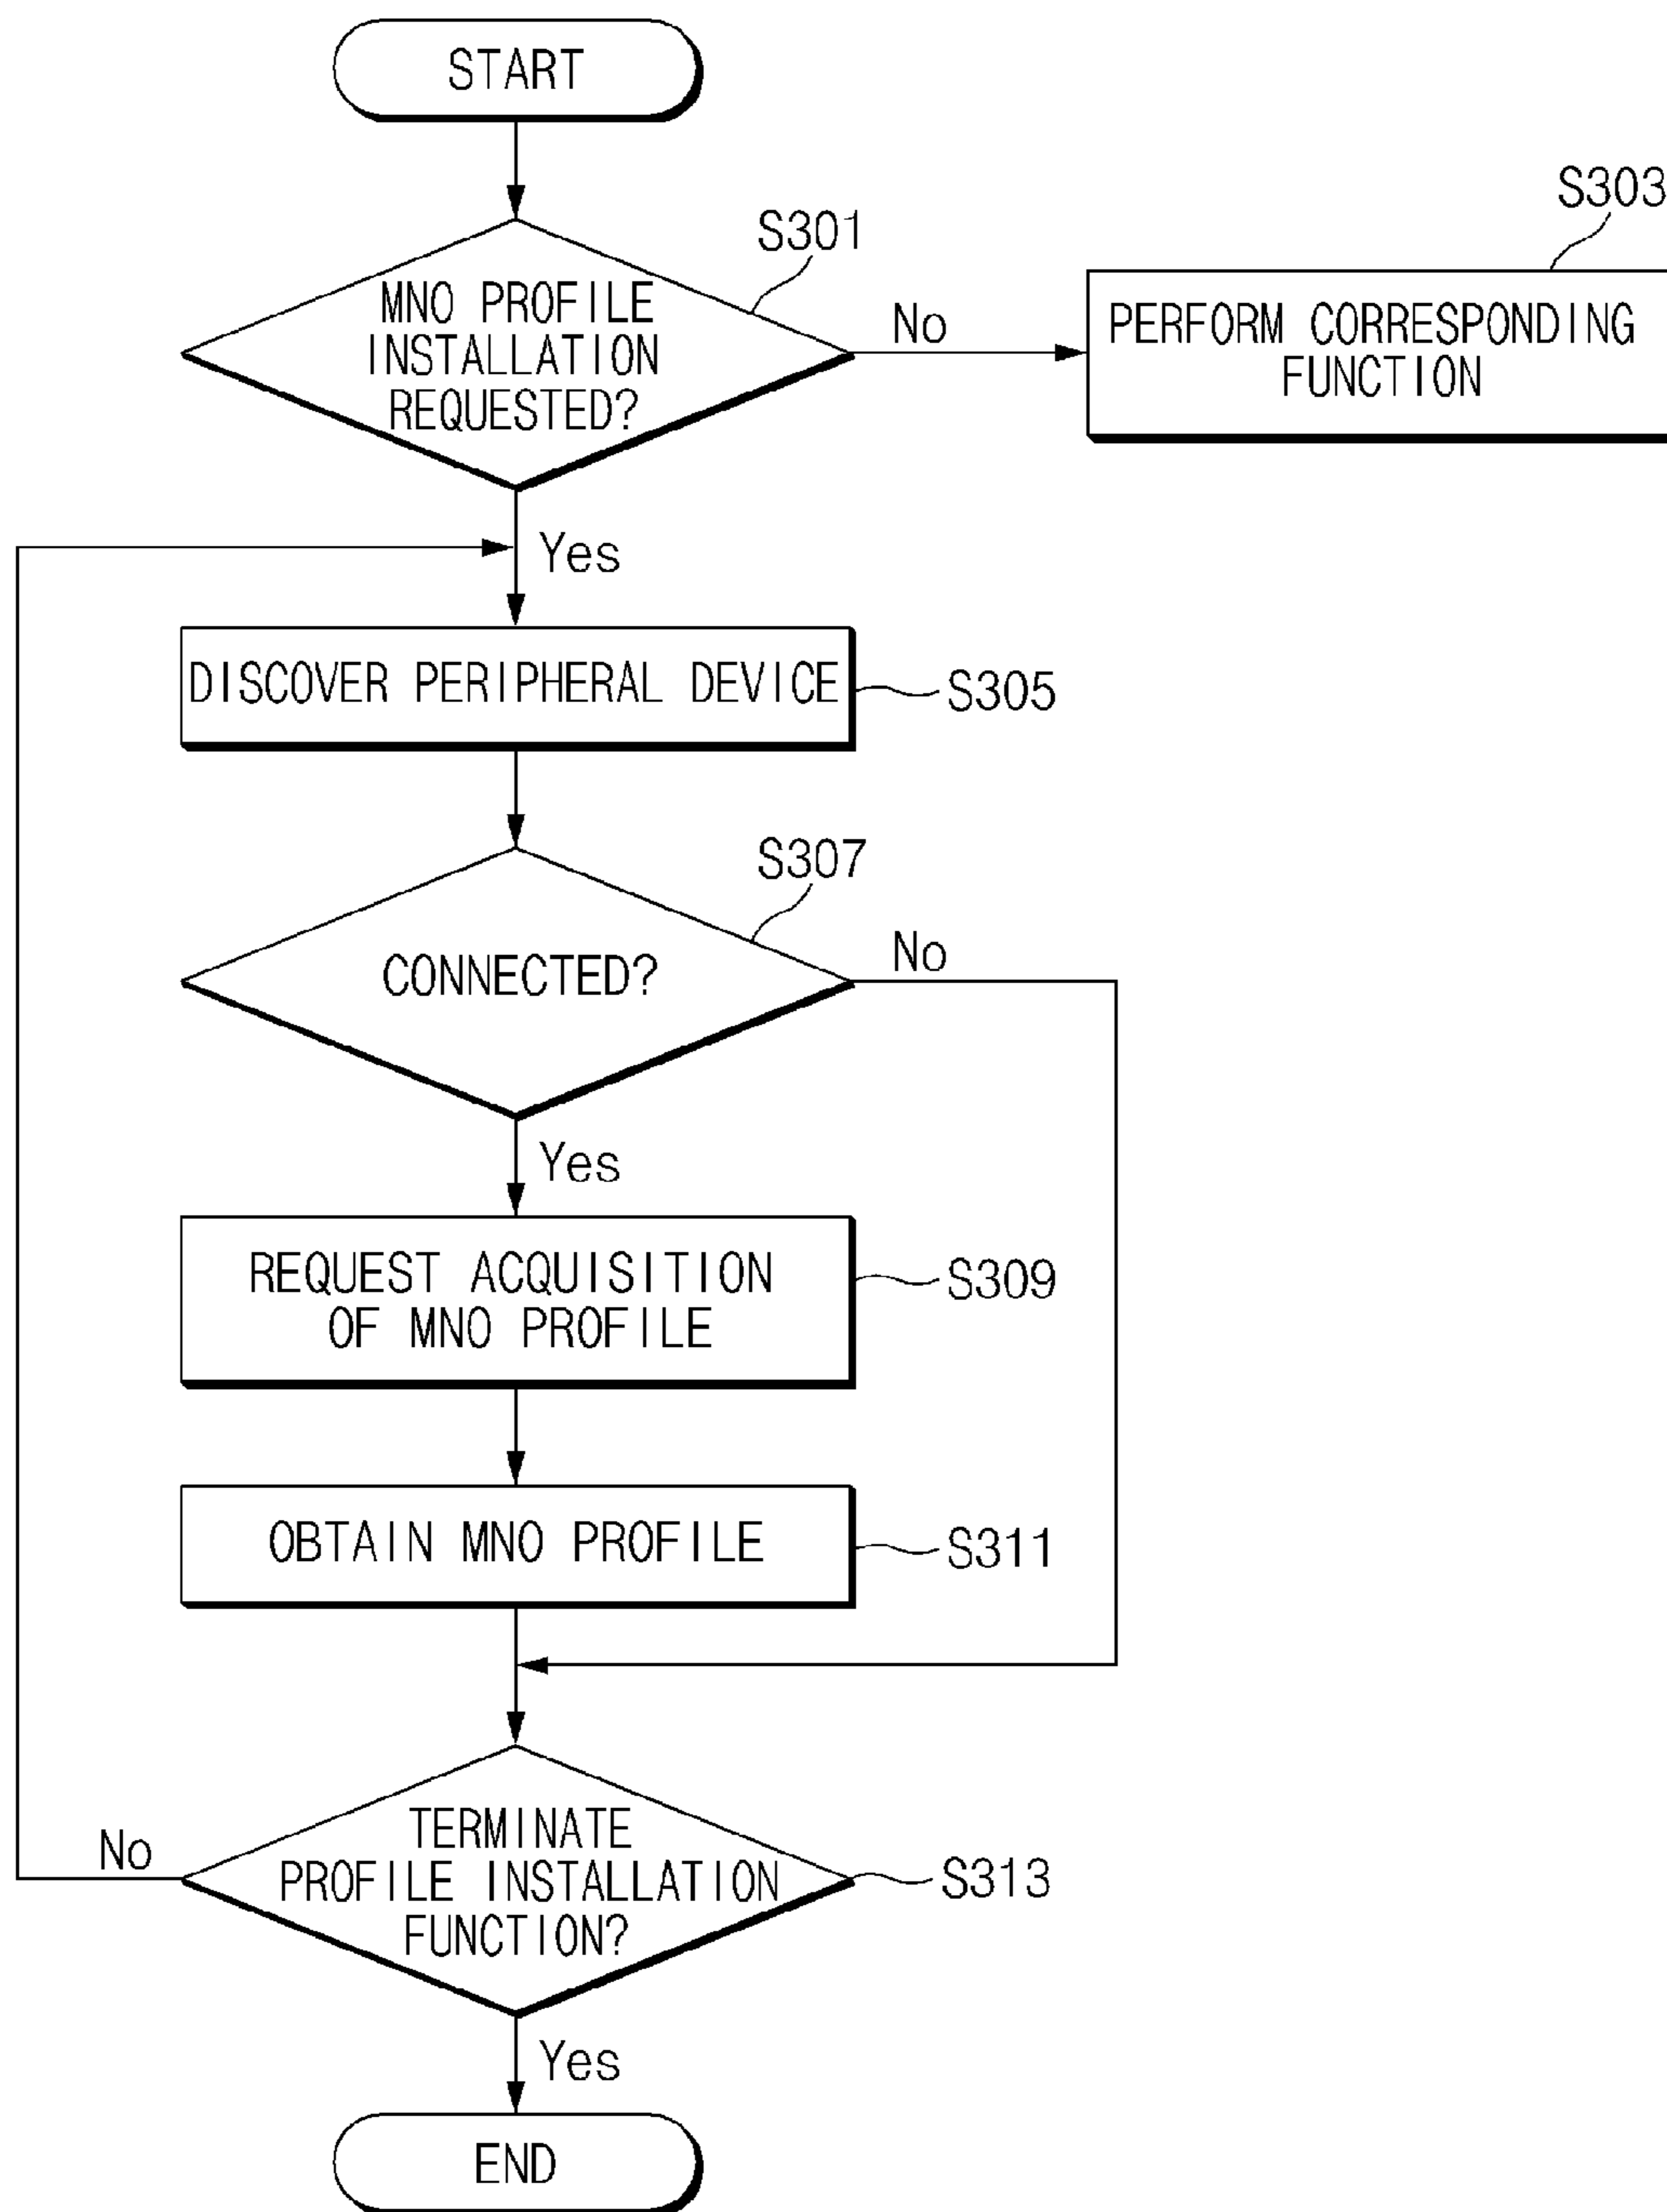 START
S301
S303
MNO PROFILE
INSTALLATION
REQUESTED?
No
PERFORM CORRESPONDING
FUNCTION
Yes
DISCOVER PERIPHERAL DEVICE
S305
S307
CONNECTED?
No
Yes
REQUEST ACQUISITION
OF MNO PROFILE
S309
OBTAIN MNO PROFILE
S311
No
TERMINATE
PROFILE INSTALLATION
FUNCTION?
S313
Yes
END